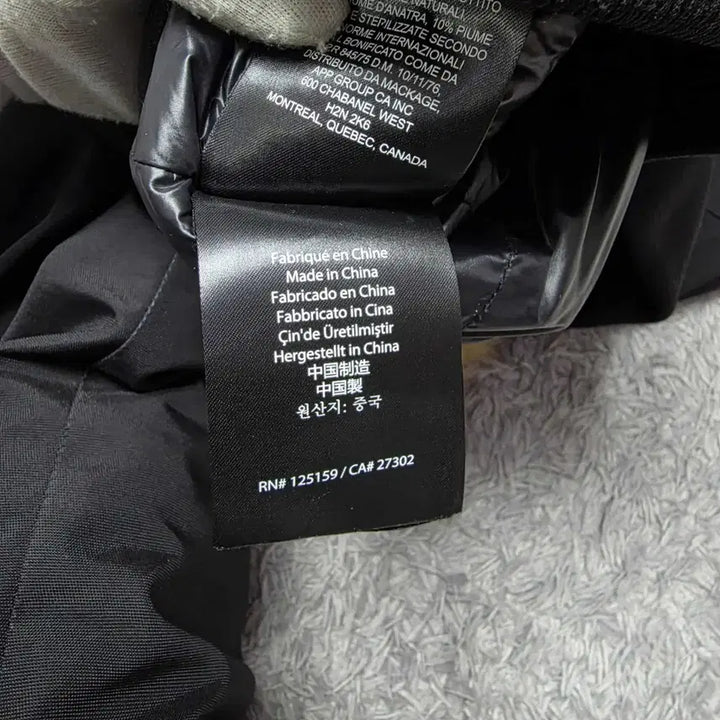 NATURALI.
D'ANATRA, 10% PIUME
E STEPILIZZATE SECONDO
NORME INTERNAZIONALI
BONIFICATO COME DA
845/75 D.M. 10/11/76,
DISTRIBUITO DA MACKAGE,
APP GROUP CA INC
600 CHABANEL WEST
H2N 2K6
MONTREAL, QUEBEC, CANADA
Fabriqué en Chine
Made in China
Fabricado en China
Fabbricato in Cina
Çin'de Üretilmiştir
Hergestellt in China
中国制造
中國製
원산지: 중국
RN# 125159 / CA# 27302